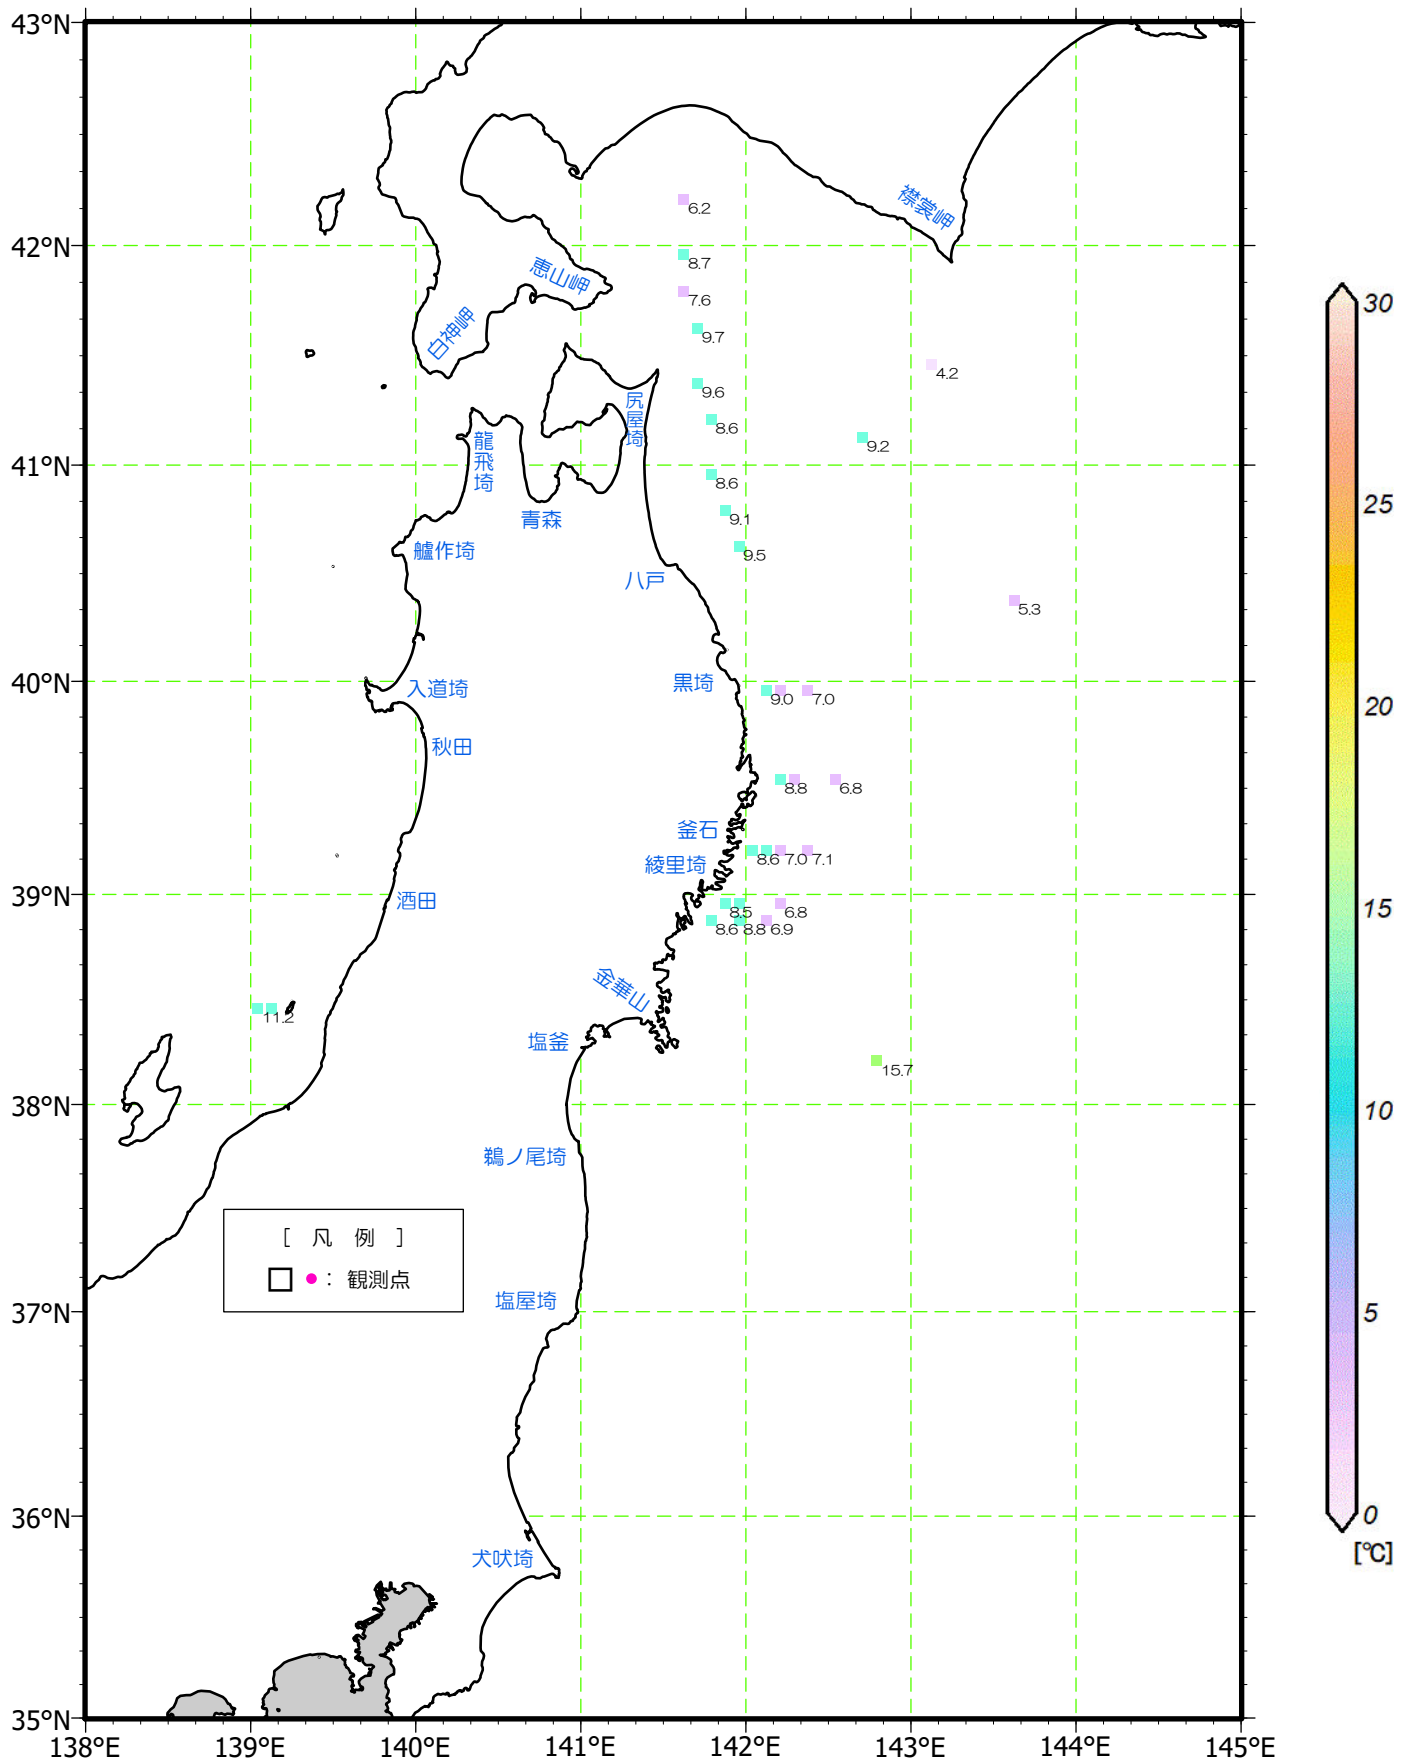 43°N
襟裳岬
6.2
42°N
8.7
恵山岬
7.6
9.7
白神岬
4.2
9.6
尻屋埼
8.6
9.2
龍飛埼
41°N
8.6
9.1
青森
艫作埼
9.5
八戸
5.3
40°N
入道埼
黒埼
9.0
7.0
秋田
8.8
6.8
釜石
綾里埼
8.6
7.0
7.1
39°N
酒田
8.5
6.8
8.6
8.8
6.9
金華山
11.2
塩釜
15.7
38°N
鵜ノ尾埼
[ 凡 例 ]
: 観測点
塩屋埼
37°N
36°N
犬吠埼
35°N
138°E
139°E
140°E
141°E
142°E
143°E
144°E
145°E
30
25
20
15
10
5
0
[℃]